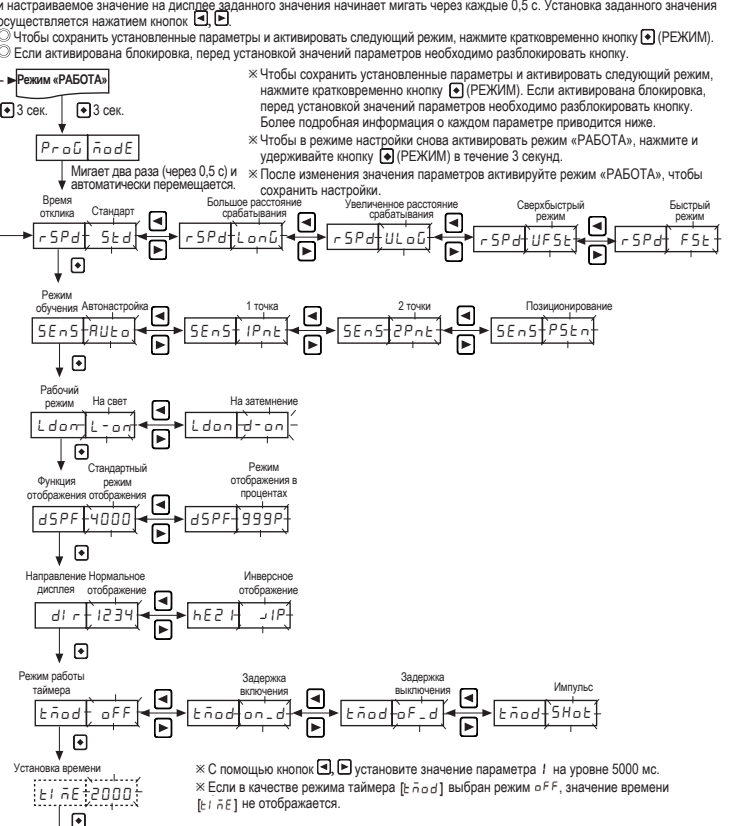 и настраиваемое значение на дисплее заданного значения начинает мигать через каждые 0,5 с. Установка заданного значения
осуществляется нажатием кнопок ◄, ►.
◎ Чтобы сохранить установленные параметры и активировать следующий режим, нажмите кратковременно кнопку (РЕЖИМ).
◎ Если активирована блокировка, перед установкой значений параметров необходимо разблокировать кнопку.
Режим «РАБОТА»
3 сек. 3 сек.
※ Чтобы сохранить установленные параметры и активировать следующий режим,
нажмите кратковременно кнопку (РЕЖИМ). Если активирована блокировка,
перед установкой значений параметров необходимо разблокировать кнопку.
Более подробная информация о каждом параметре приводится ниже.
※ Чтобы в режиме настройки снова активировать режим «РАБОТА», нажмите и
удерживайте кнопку (РЕЖИМ) в течение 3 секунд.
※ После изменения значения параметров активируйте режим «РАБОТА», чтобы
сохранить настройки.
ProG modE
Мигает два раза (через 0,5 с) и
автоматически перемещается.
Время отклика
Стандарт
Большое расстояние срабатывания
Увеличенное расстояние срабатывания
Сверхбыстрый режим
Быстрый режим
rSPd Std
rSPd LonG
rSPd ULoG
rSPd UFSt
rSPd FSt
Режим обучения
Автонастройка
1 точка
2 точки
Позиционирование
SEnS AUto
SEnS 1Pnt
SEnS 2Pnt
SEnS PStn
Рабочий режим
На свет
На затемнение
Ldon L-on
Ldon d-on
Функция отображения
Стандартный режим отображения
Режим отображения в процентах
dSPF 4000
dSPF 999P
Направление дисплея
Нормальное отображение
Инверсное отображение
dIr 1234
hE21 JIP
Режим работы таймера
Задержка включения
Задержка выключения
Импульс
tmod oFF
tmod on_d
tmod oF_d
tmod SHot
Установка времени
tImE 2000
※ С помощью кнопок ◄, ► установите значение параметра 1 на уровне 5000 мс.
※ Если в качестве режима таймера [tmod] выбран режим oFF, значение времени
[tImE] не отображается.